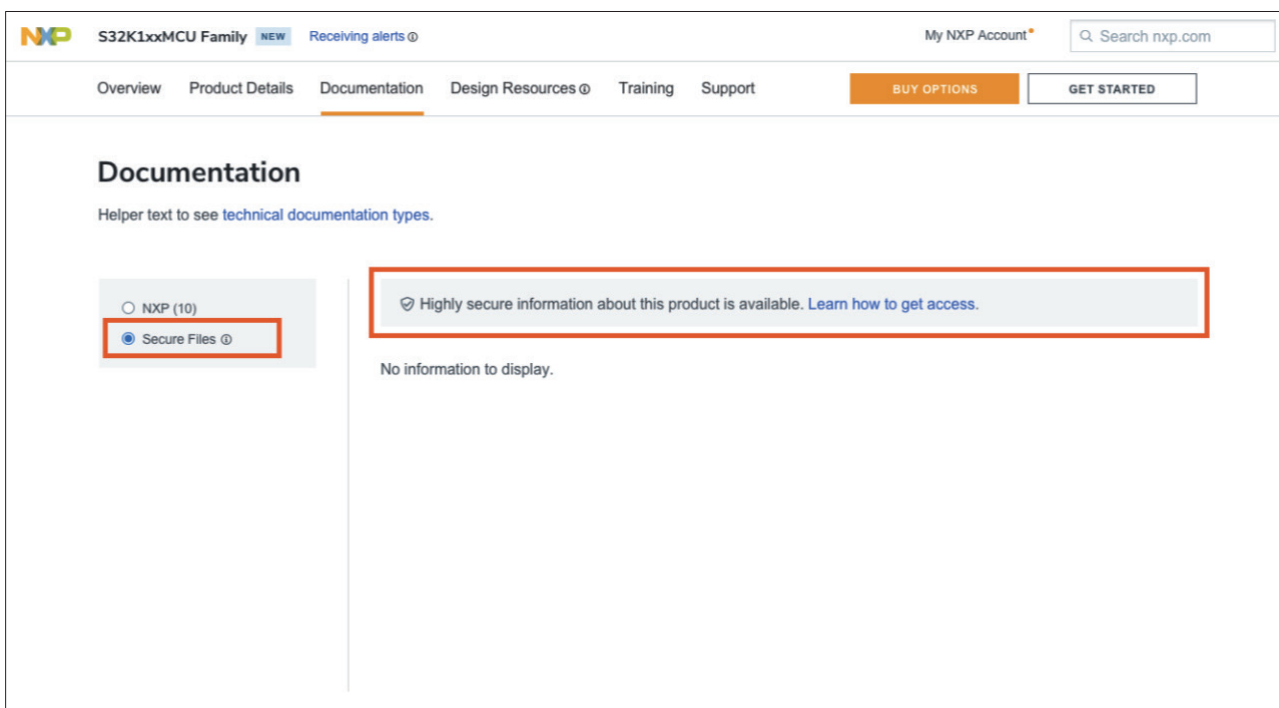 NXP S32K1xxMCU Family NEW Receiving alerts My NXP Account Search nxp.com
Overview Product Details Documentation Design Resources Training Support BUY OPTIONS GET STARTED
Documentation
Helper text to see technical documentation types.
NXP (10)
Secure Files
Highly secure information about this product is available. Learn how to get access.
No information to display.